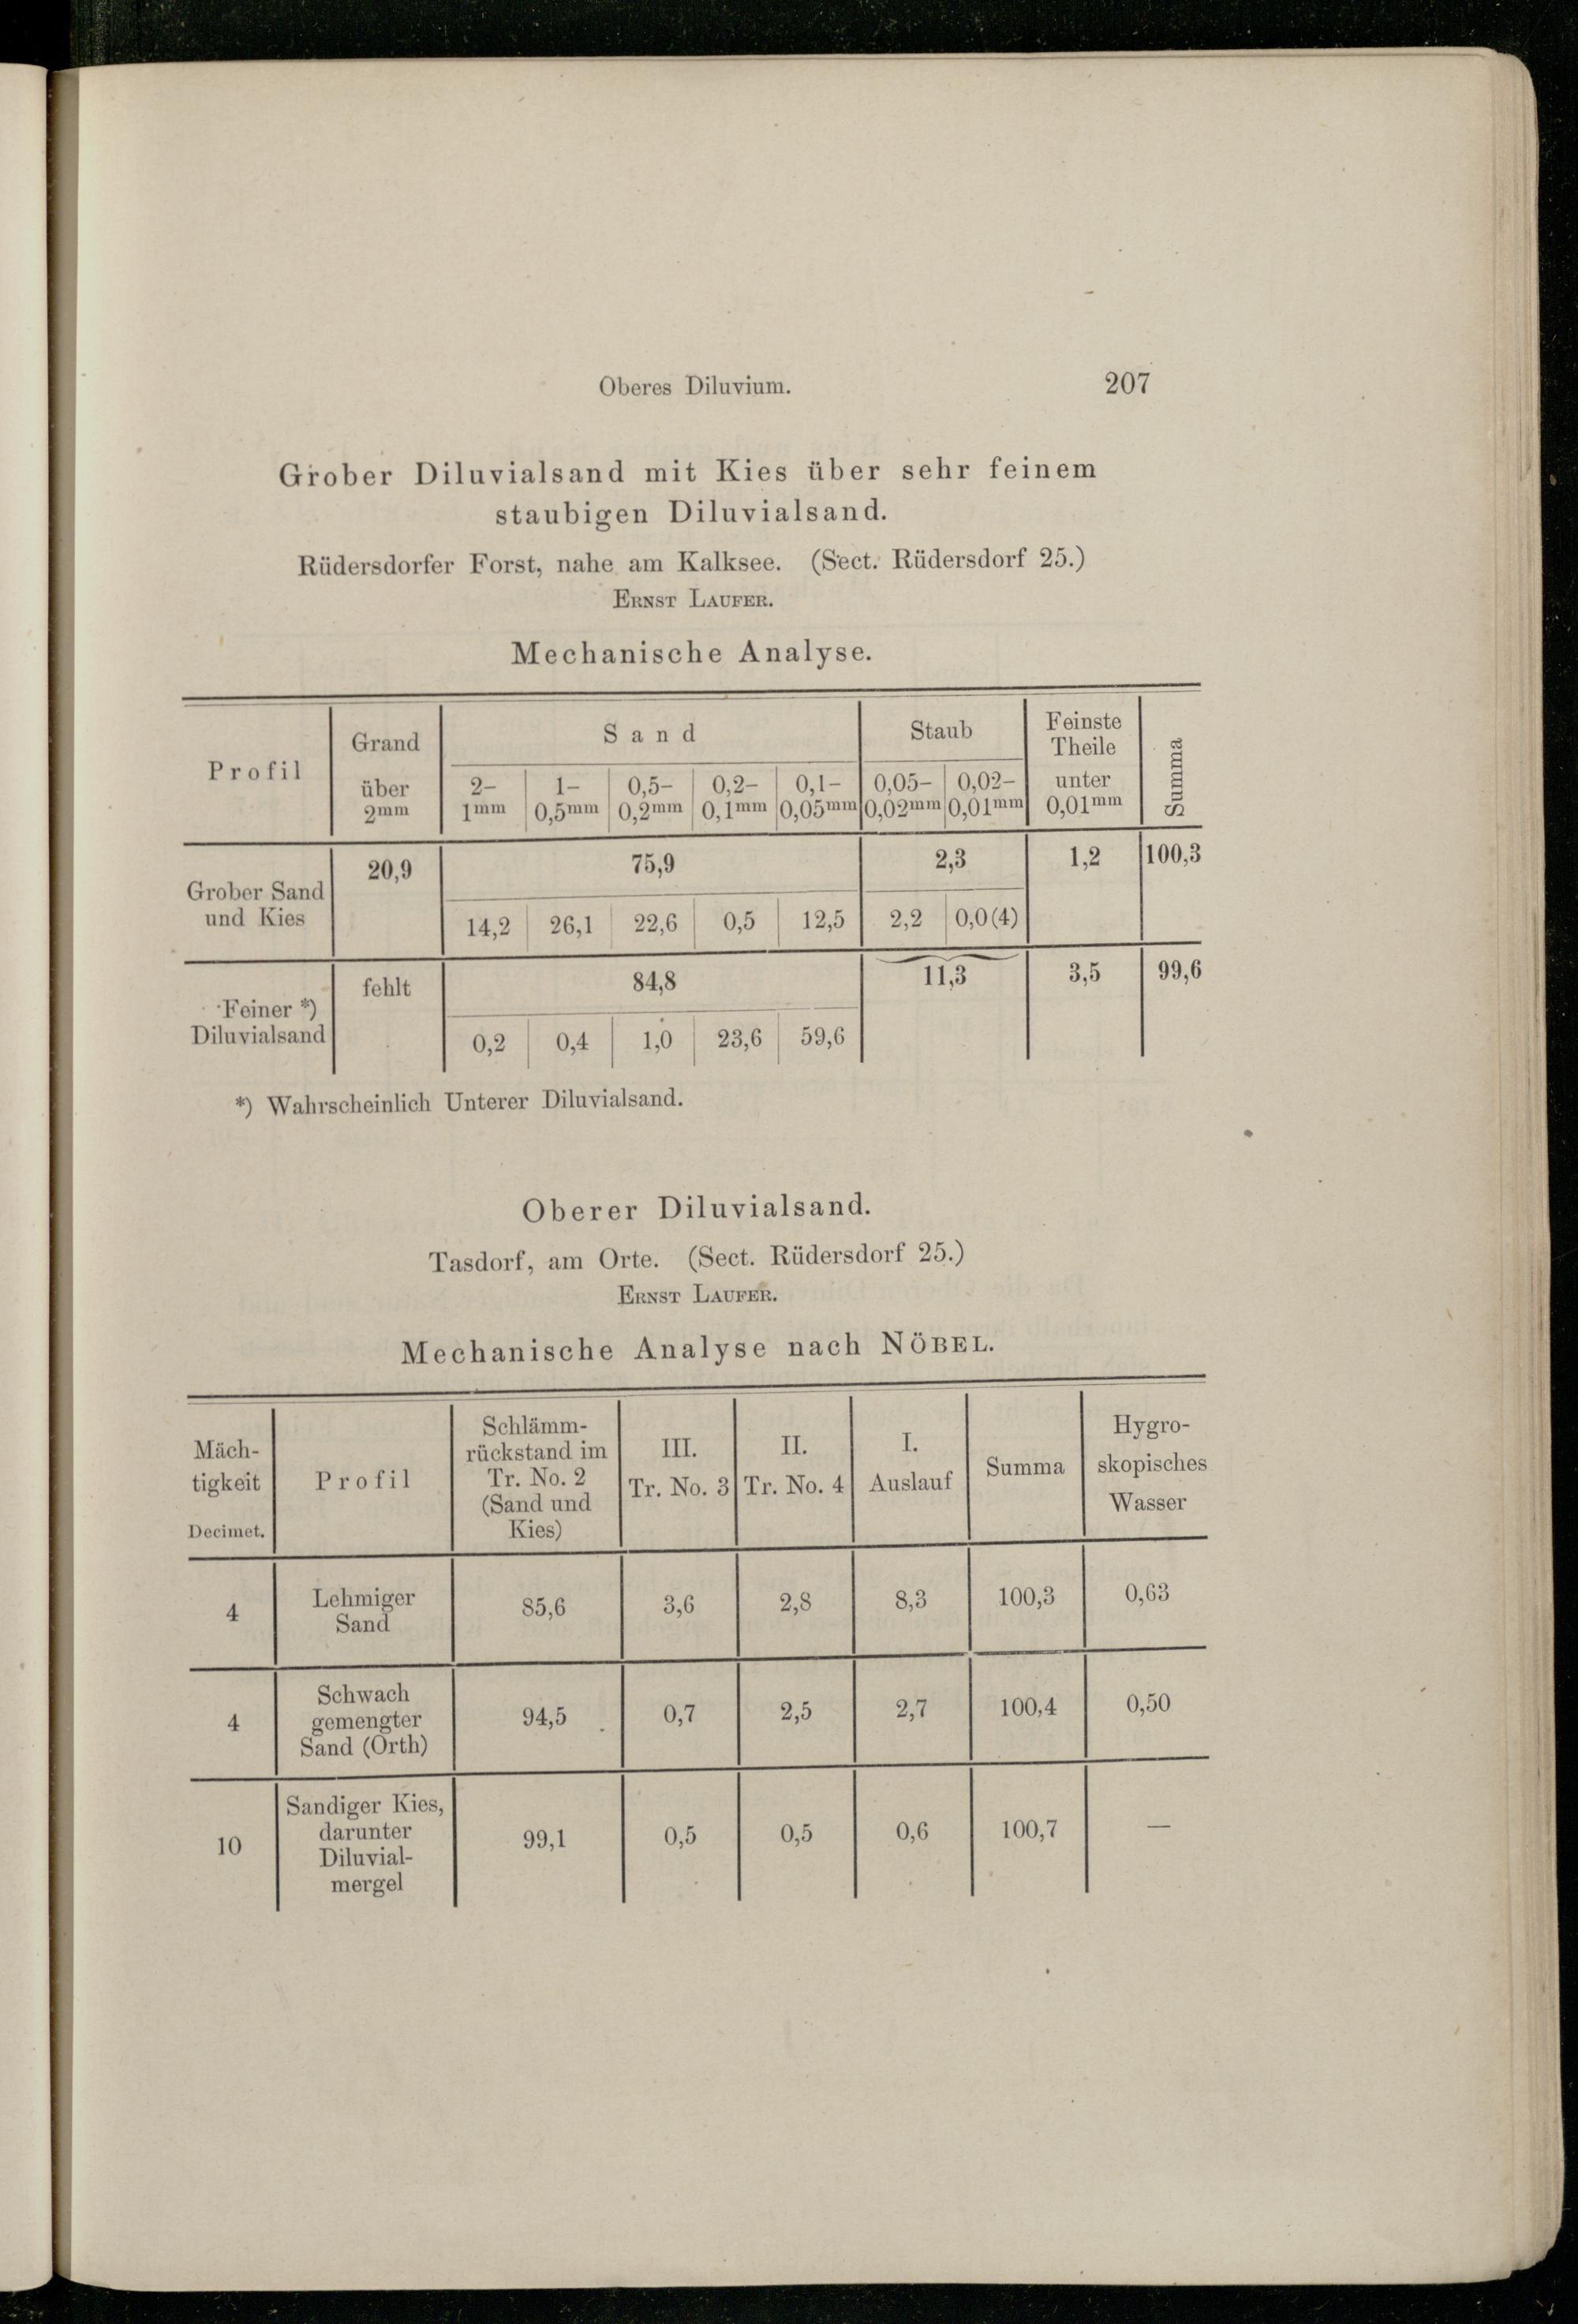 Oberes Diluvium. 207
Grober Diluvialsand mit Kies über sehr feinem
staubigen Diluvialsand.
Rüdersdorfer Forst, nahe am Kalksee. (Sect. Rüdersdorf 25.)
ERNST LAUFER.
Mechanische Analyse.
Profil | Grand über 2mm | Sand | Staub | Feinste Theile unter 0,01mm | Summa
2-1mm | 1-0,5mm | 0,5-0,2mm | 0,2-0,1mm | 0,1-0,05mm | 0,05-0,02mm | 0,02-0,01mm
Grober Sand und Kies | 20,9 | 75,9 | 2,3 | 1,2 | 100,3
14,2 | 26,1 | 22,6 | 0,5 | 12,5 | 2,2 | 0,0(4)
Feiner *) Diluvialsand | fehlt | 84,8 | 11,3 | 3,5 | 99,6
0,2 | 0,4 | 1,0 | 23,6 | 59,6
*) Wahrscheinlich Unterer Diluvialsand.
Oberer Diluvialsand.
Tasdorf, am Orte. (Sect. Rüdersdorf 25.)
ERNST LAUFER.
Mechanische Analyse nach NÖBEL.
Mäch-tigkeit Decimet. | Profil | Schlämm-rückstand im Tr. No. 2 (Sand und Kies) | III. Tr. No. 3 | II. Tr. No. 4 | I. Auslauf | Summa | Hygro-skopisches Wasser
4 | Lehmiger Sand | 85,6 | 3,6 | 2,8 | 8,3 | 100,3 | 0,63
4 | Schwach gemengter Sand (Orth) | 94,5 | 0,7 | 2,5 | 2,7 | 100,4 | 0,50
10 | Sandiger Kies, darunter Diluvial-mergel | 99,1 | 0,5 | 0,5 | 0,6 | 100,7 | —